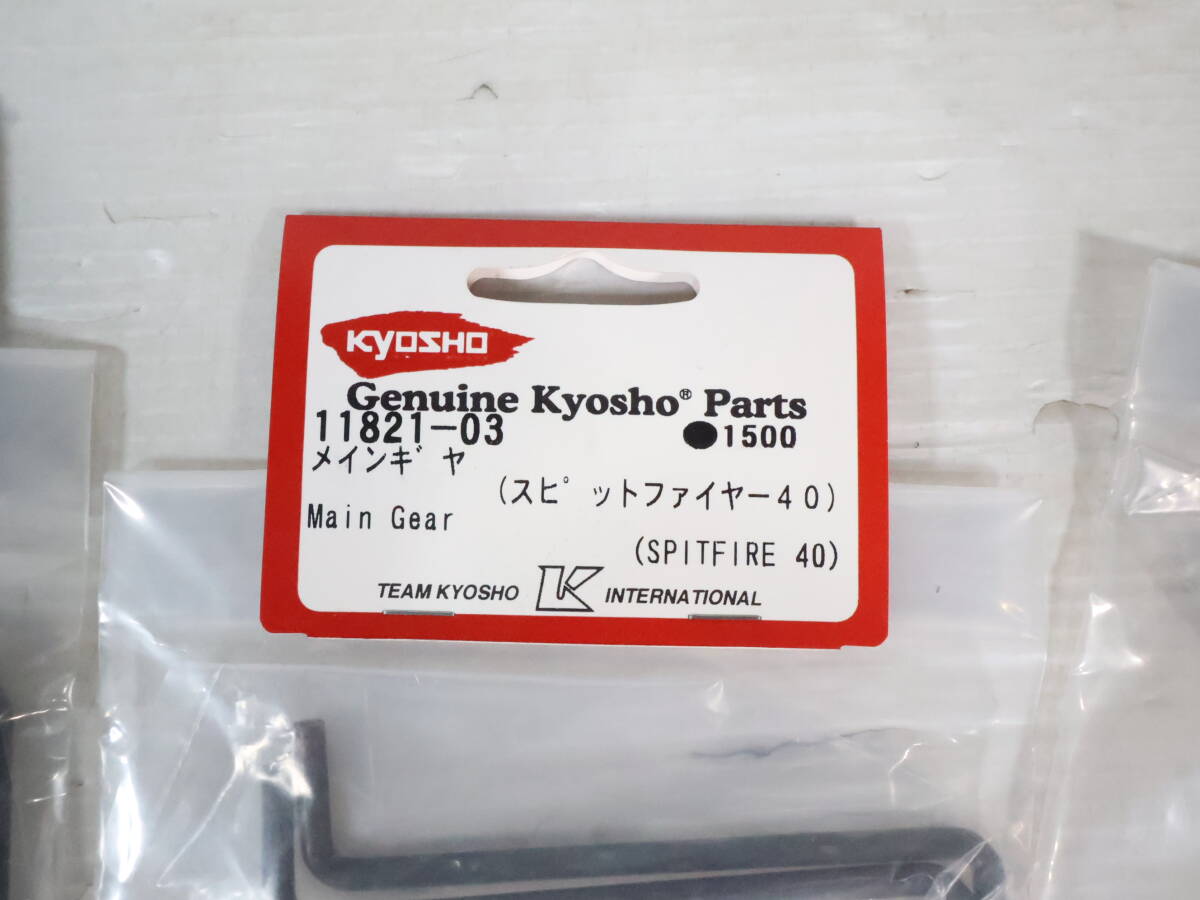 KYOSHO
Genuine Kyosho® Parts
11821-03 ●1500
メインギヤ
(スピットファイヤー40)
Main Gear
(SPITFIRE 40)
TEAM KYOSHO K INTERNATIONAL